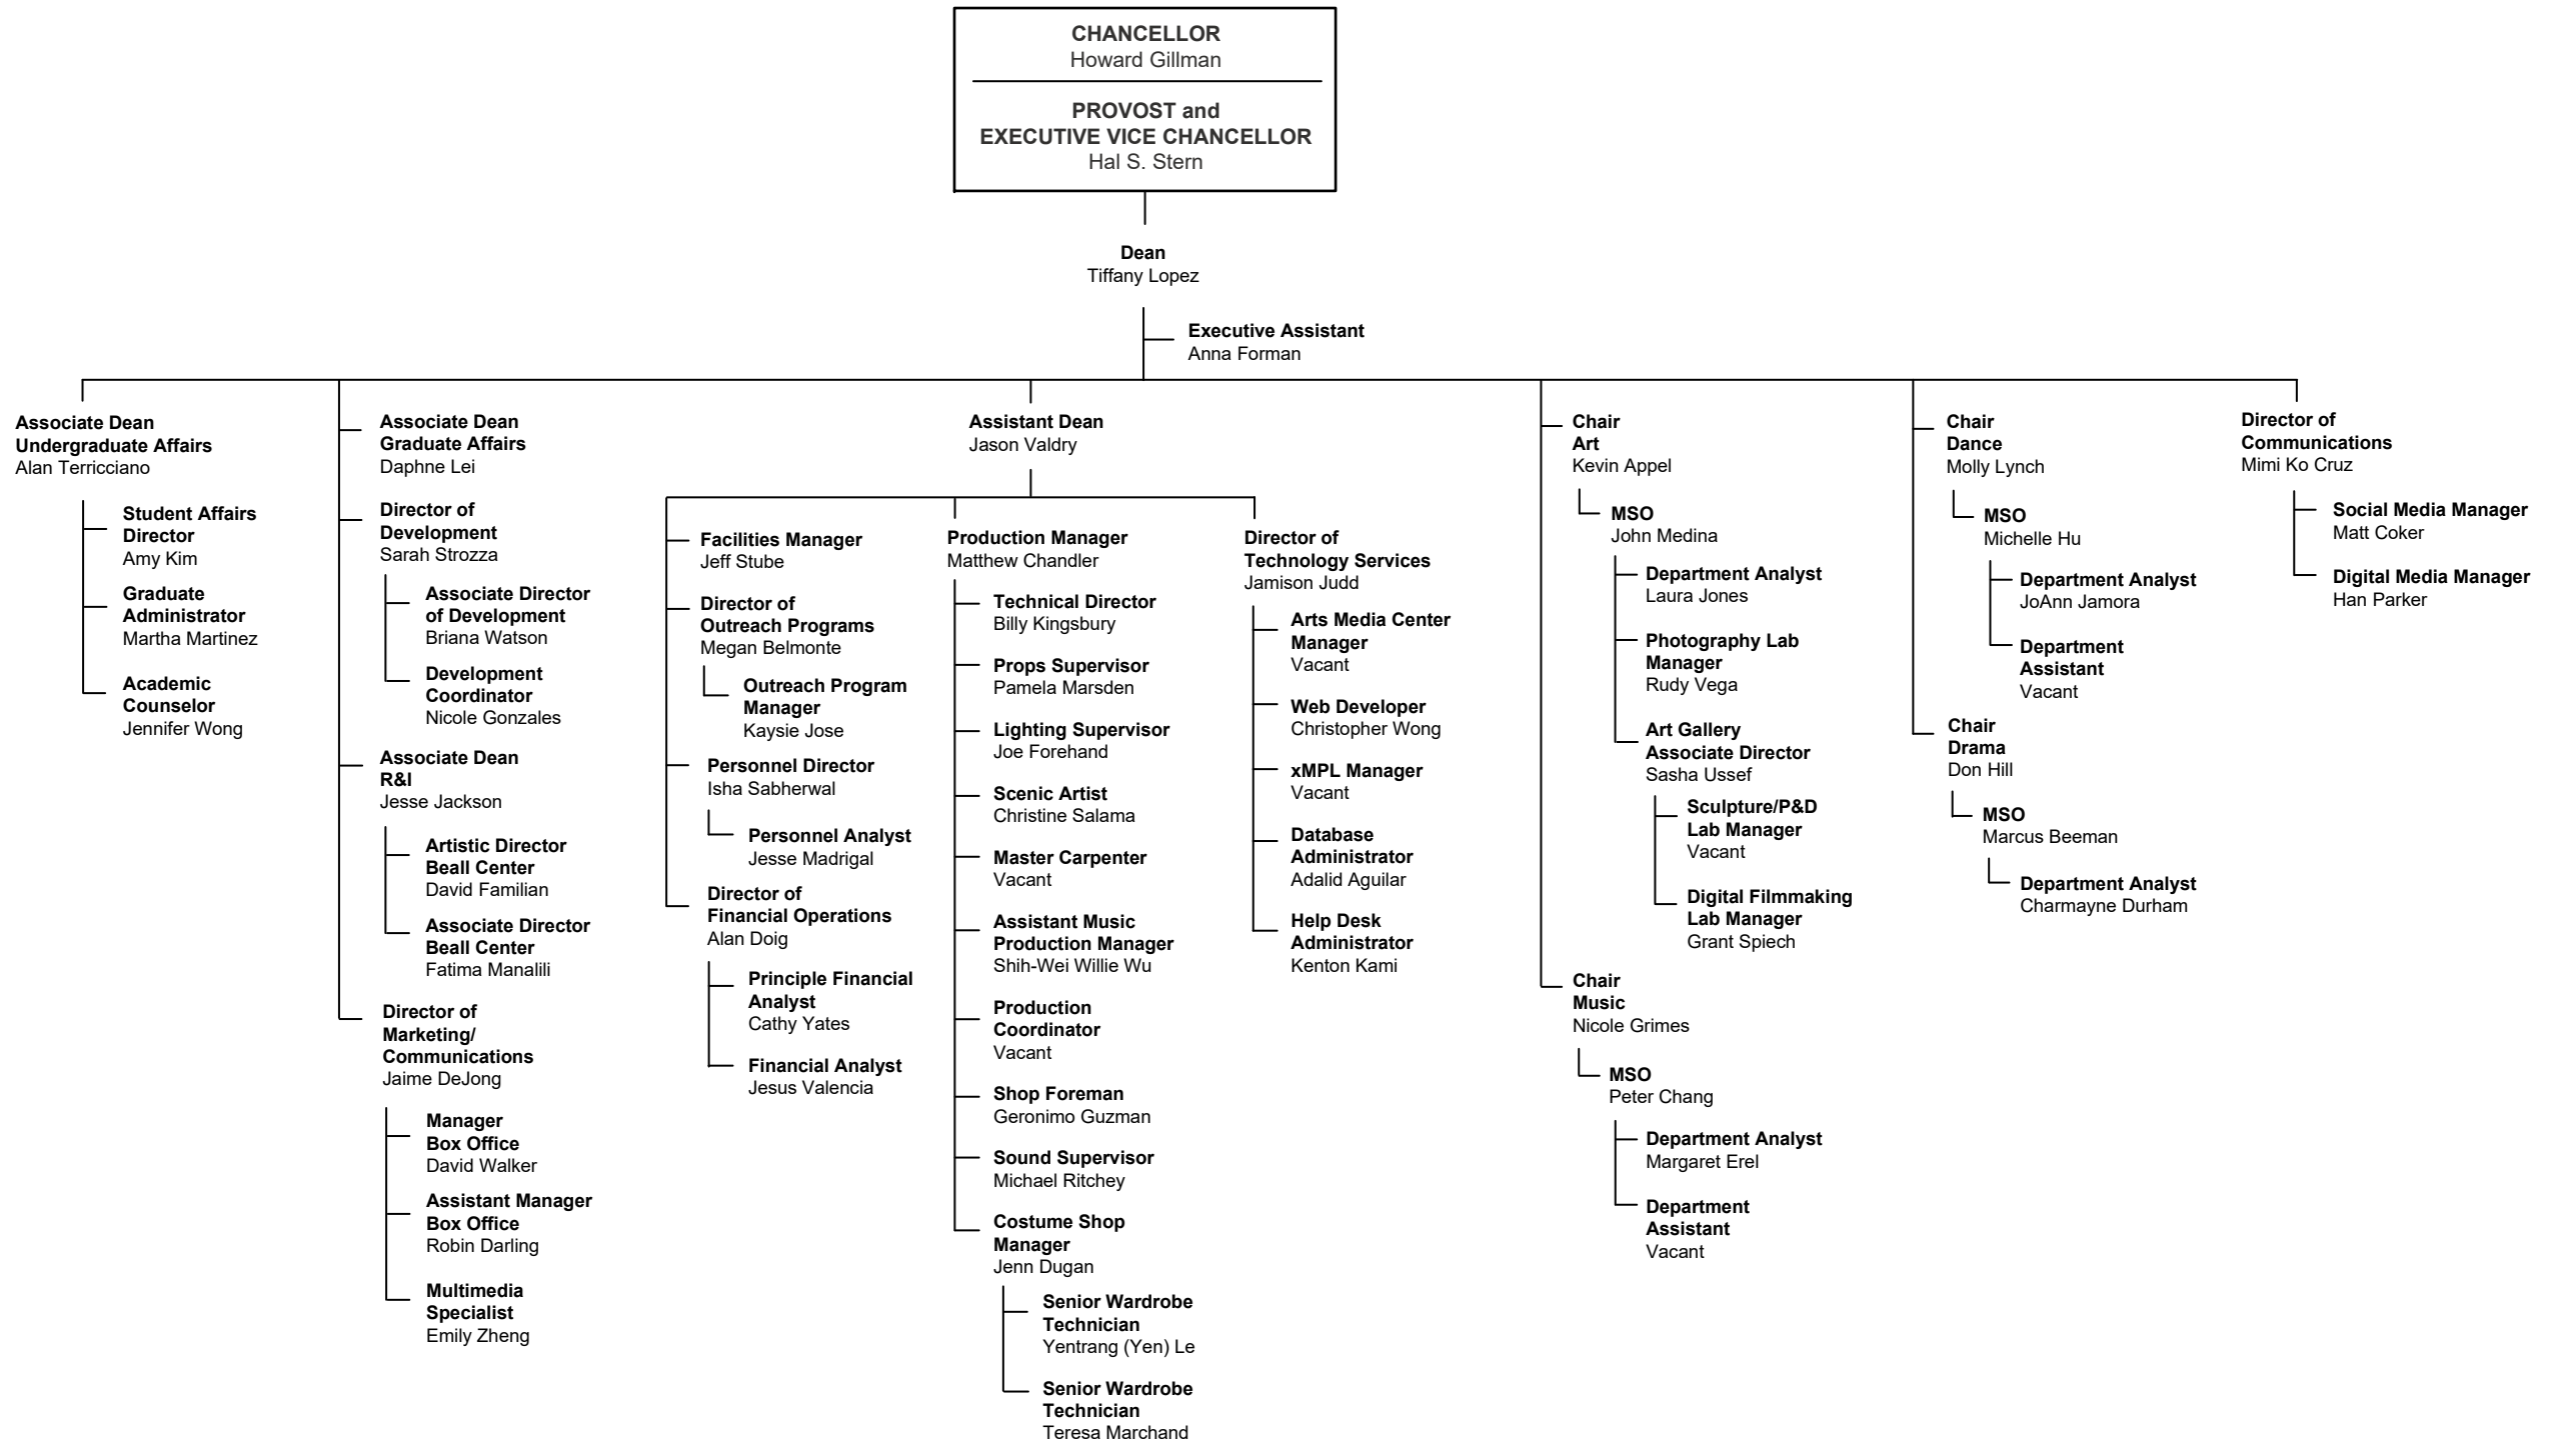 CHANCELLOR
Howard Gillman
PROVOST and
EXECUTIVE VICE CHANCELLOR
Hal S. Stern
Dean
Tiffany Lopez
Executive Assistant
Anna Forman
Associate Dean
Undergraduate Affairs
Alan Terricciano
Student Affairs
Director
Amy Kim
Graduate
Administrator
Martha Martinez
Academic
Counselor
Jennifer Wong
Associate Dean
Graduate Affairs
Daphne Lei
Director of
Development
Sarah Strozza
Associate Director
of Development
Briana Watson
Development
Coordinator
Nicole Gonzales
Associate Dean
R&I
Jesse Jackson
Artistic Director
Beall Center
David Familian
Associate Director
Beall Center
Fatima Manalili
Director of
Marketing/
Communications
Jaime DeJong
Manager
Box Office
David Walker
Assistant Manager
Box Office
Robin Darling
Multimedia
Specialist
Emily Zheng
Assistant Dean
Jason Valdry
Facilities Manager
Jeff Stube
Director of
Outreach Programs
Megan Belmonte
Outreach Program
Manager
Kaysie Jose
Personnel Director
Isha Sabherwal
Personnel Analyst
Jesse Madrigal
Director of
Financial Operations
Alan Doig
Principle Financial
Analyst
Cathy Yates
Financial Analyst
Jesus Valencia
Production Manager
Matthew Chandler
Technical Director
Billy Kingsbury
Props Supervisor
Pamela Marsden
Lighting Supervisor
Joe Forehand
Scenic Artist
Christine Salama
Master Carpenter
Vacant
Assistant Music
Production Manager
Shih-Wei Willie Wu
Production
Coordinator
Vacant
Shop Foreman
Geronimo Guzman
Sound Supervisor
Michael Ritchey
Costume Shop
Manager
Jenn Dugan
Senior Wardrobe
Technician
Yentrang (Yen) Le
Senior Wardrobe
Technician
Teresa Marchand
Director of
Technology Services
Jamison Judd
Arts Media Center
Manager
Vacant
Web Developer
Christopher Wong
xMPL Manager
Vacant
Database
Administrator
Adalid Aguilar
Help Desk
Administrator
Kenton Kami
Chair
Art
Kevin Appel
MSO
John Medina
Department Analyst
Laura Jones
Photography Lab
Manager
Rudy Vega
Art Gallery
Associate Director
Sasha Ussef
Sculpture/P&D
Lab Manager
Vacant
Digital Filmmaking
Lab Manager
Grant Spiech
Chair
Music
Nicole Grimes
MSO
Peter Chang
Department Analyst
Margaret Erel
Department
Assistant
Vacant
Chair
Dance
Molly Lynch
MSO
Michelle Hu
Department Analyst
JoAnn Jamora
Department
Assistant
Vacant
Chair
Drama
Don Hill
MSO
Marcus Beeman
Department Analyst
Charmayne Durham
Director of
Communications
Mimi Ko Cruz
Social Media Manager
Matt Coker
Digital Media Manager
Han Parker